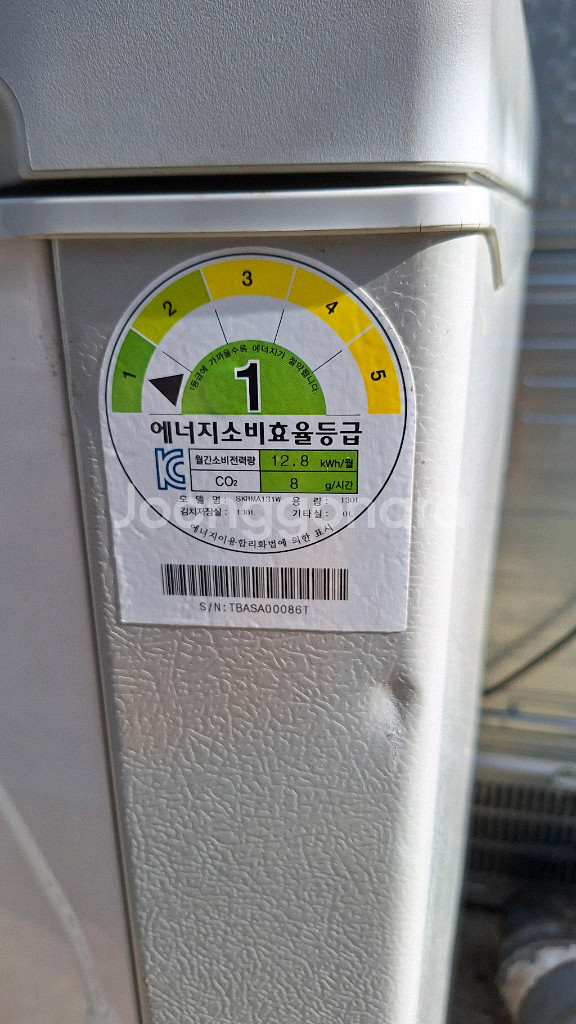 1 2 3 4 5
1등급에 가까울수록 에너지가 절약됩니다.
1
에너지소비효율등급
월간소비전력량 12.8 kWh/월
CO₂ 8 g/시간
모 델 명: 용 량: 130L
김치저장실: 130L 기타실: 0L
에너지이용합리화법에 의한 표시
S/N:TBASA00086T